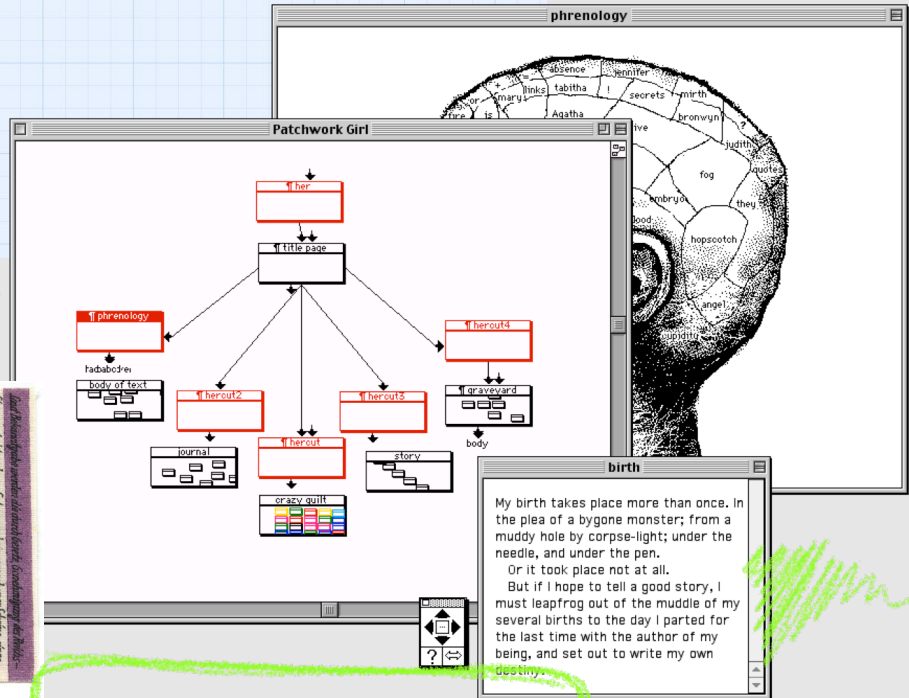 phrenology
absence
jennifer
or
mary
links
tabitha
!
secrets
mirth
is
Agatha
bronwyn
?
judith
fog
quotes
embryo
they
hopscotch
angel
cupidity
Patchwork Girl
¶ her
¶ title page
¶ phrenology
¶ hercut4
body of text
¶ hercut2
¶ hercut3
¶ graveyard
body
journal
¶ hercut
story
crazy quilt
birth
My birth takes place more than once. In
the plea of a bygone monster; from a
muddy hole by corpse-light; under the
needle, and under the pen.
Or it took place not at all.
But if I hope to tell a good story, I
must leapfrog out of the muddle of my
several births to the day I parted for
the last time with the author of my
being, and set out to write my own
destiny.
?